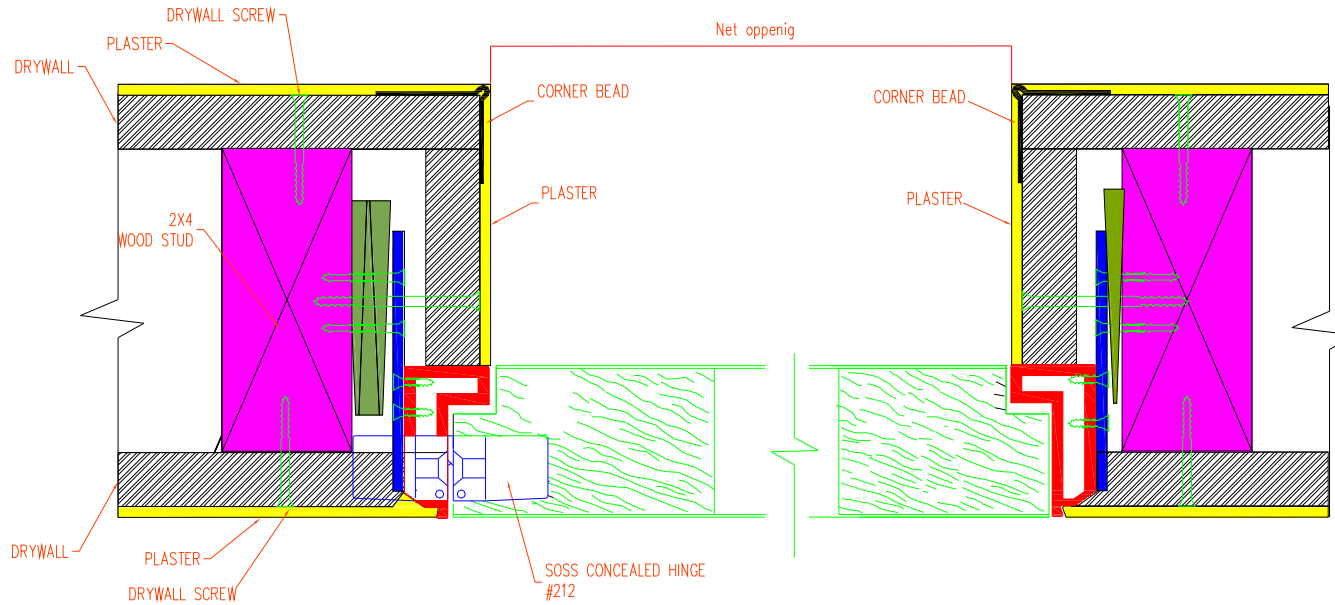 DRYWALL SCREW
Net oppenig
PLASTER
DRYWALL
CORNER BEAD
CORNER BEAD
PLASTER
PLASTER
2X4
WOOD STUD
DRYWALL
PLASTER
SOSS CONCEALED HINGE
#212
DRYWALL SCREW